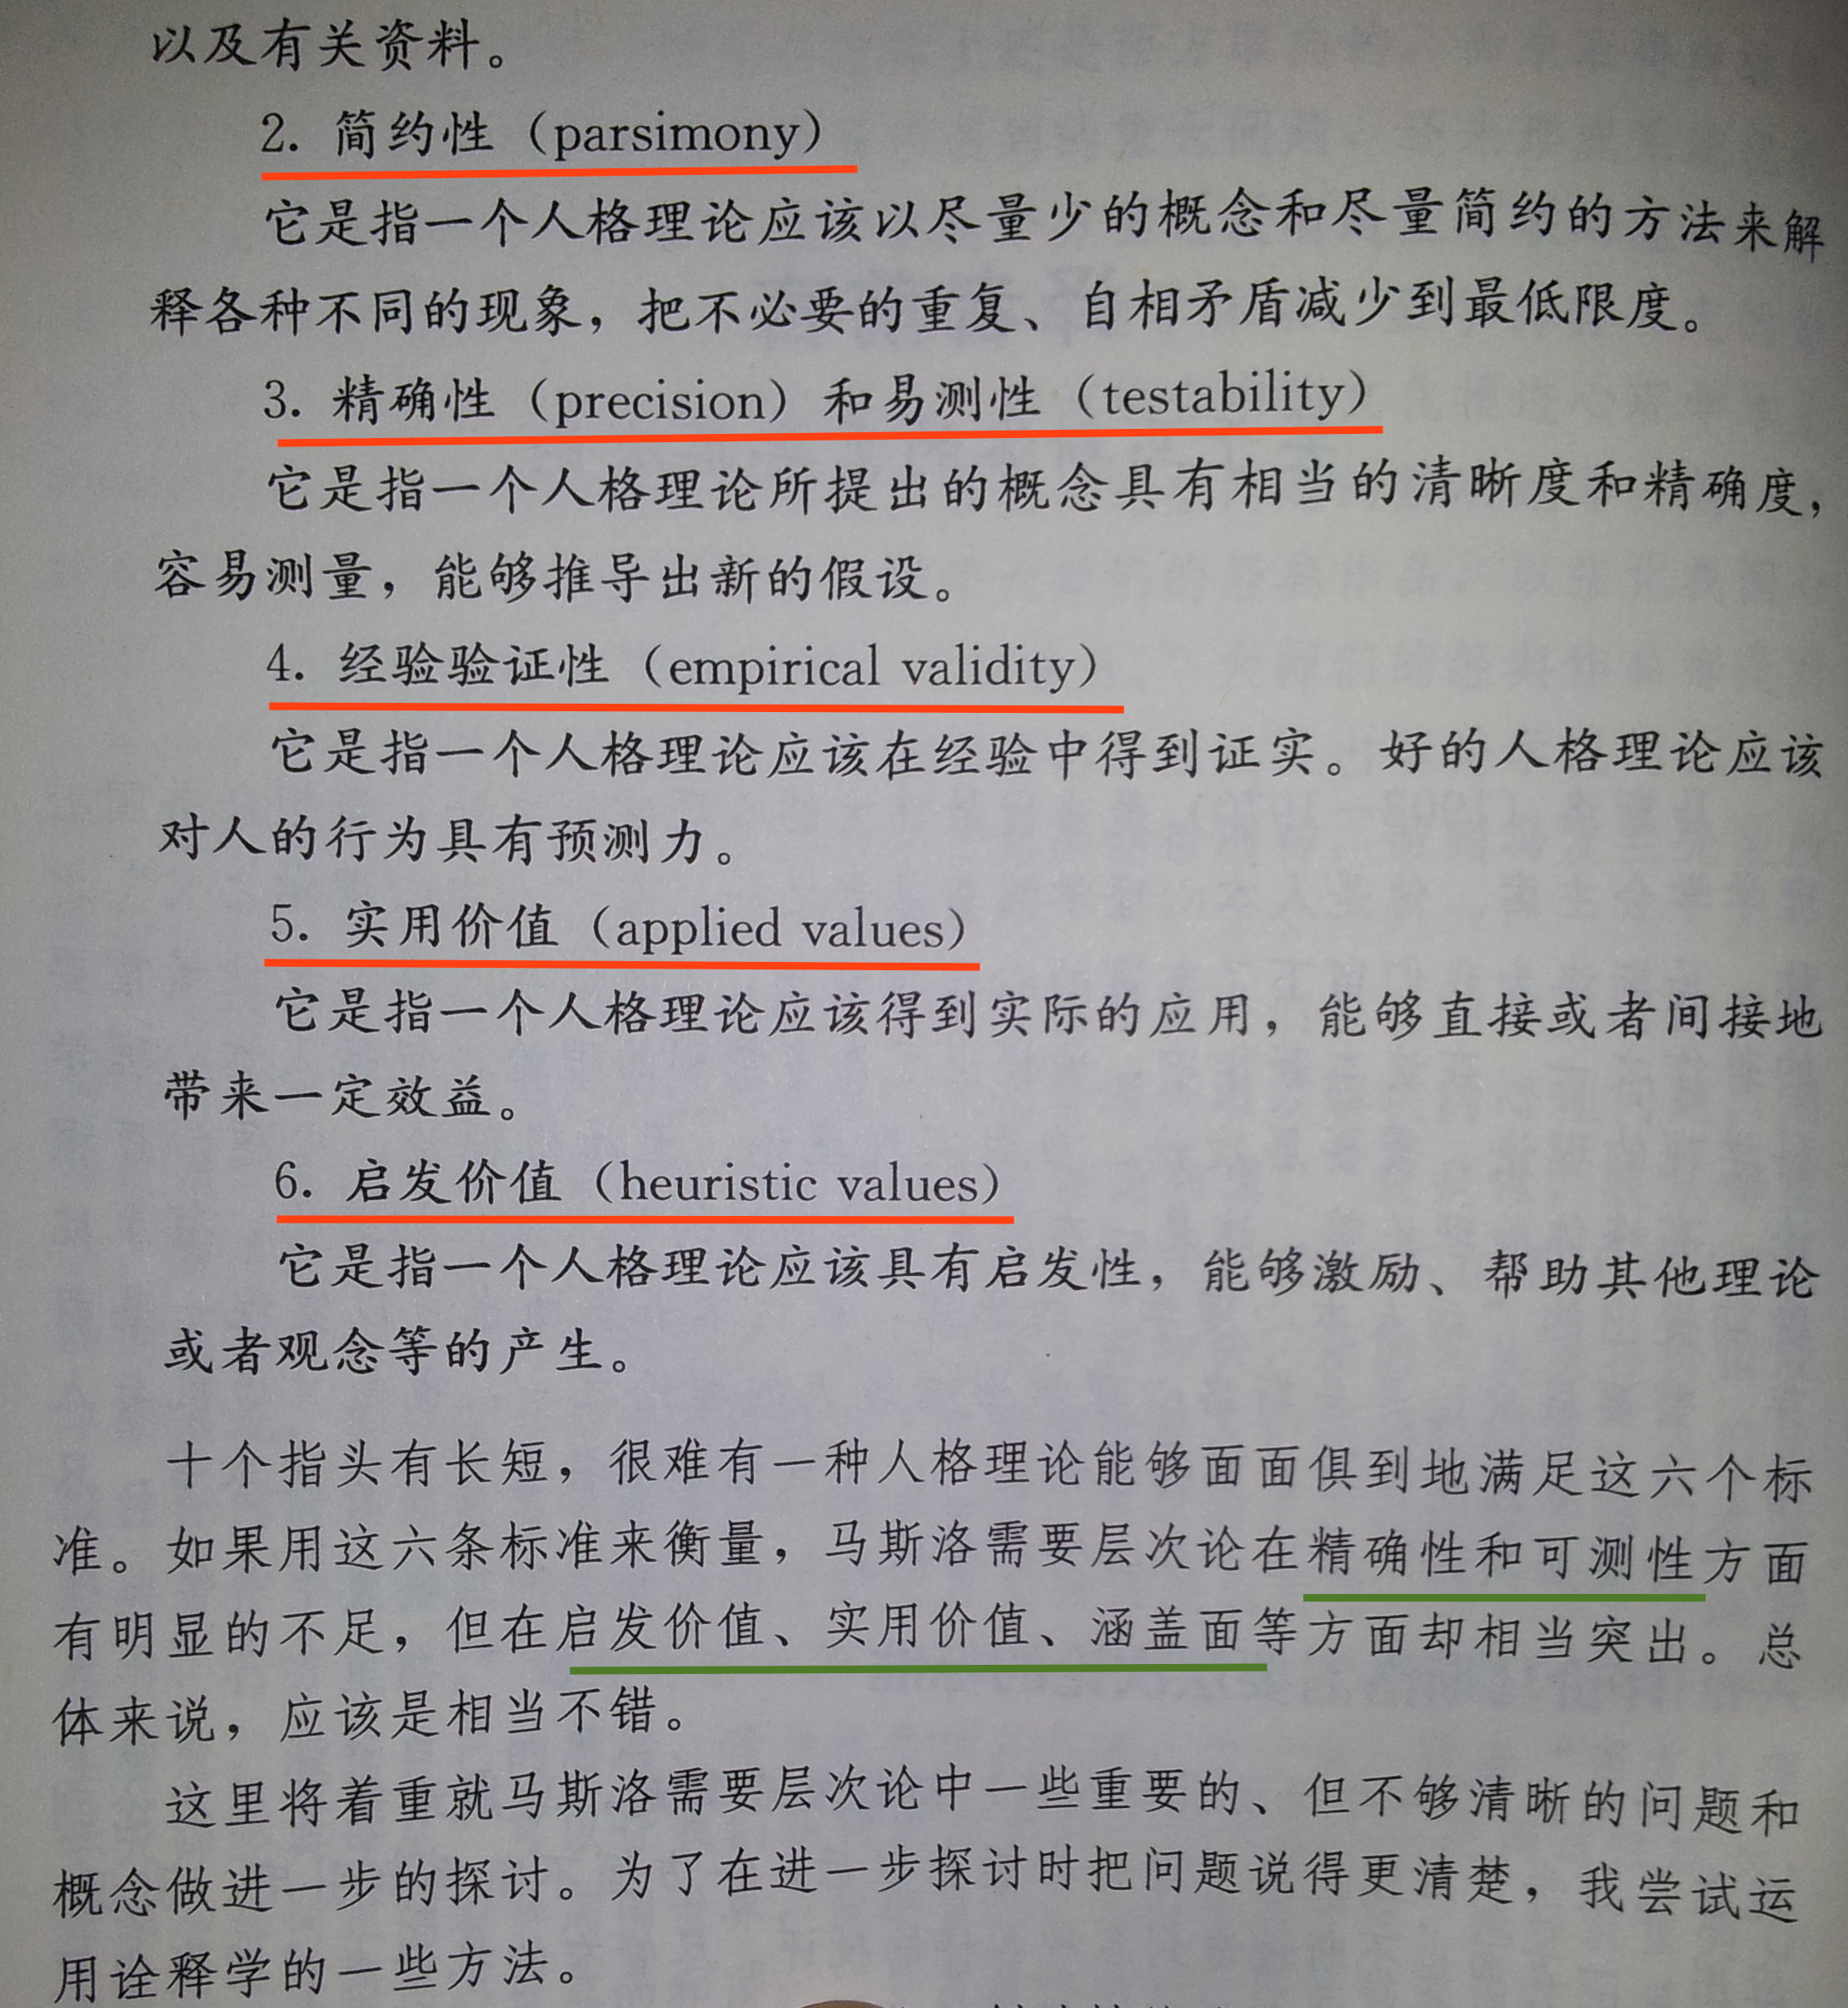 以及有关资料。
2. 简约性（parsimony）
它是指一个人格理论应该以尽量少的概念和尽量简约的方法来解
释各种不同的现象，把不必要的重复、自相矛盾减少到最低限度。
3. 精确性（precision）和易测性（testability）
它是指一个人格理论所提出的概念具有相当的清晰度和精确度，
容易测量，能够推导出新的假设。
4. 经验验证性（empirical validity）
它是指一个人格理论应该在经验中得到证实。好的人格理论应该
对人的行为具有预测力。
5. 实用价值（applied values）
它是指一个人格理论应该得到实际的应用，能够直接或者间接地
带来一定效益。
6. 启发价值（heuristic values）
它是指一个人格理论应该具有启发性，能够激励、帮助其他理论
或者观念等的产生。
十个指头有长短，很难有一种人格理论能够面面俱到地满足这六个标
准。如果用这六条标准来衡量，马斯洛需要层次论在精确性和可测性方面
有明显的不足，但在启发价值、实用价值、涵盖面等方面却相当突出。总
体来说，应该是相当不错。
这里将着重就马斯洛需要层次论中一些重要的、但不够清晰的问题和
概念做进一步的探讨。为了在进一步探讨时把问题说得更清楚，我尝试运
用诠释学的一些方法。